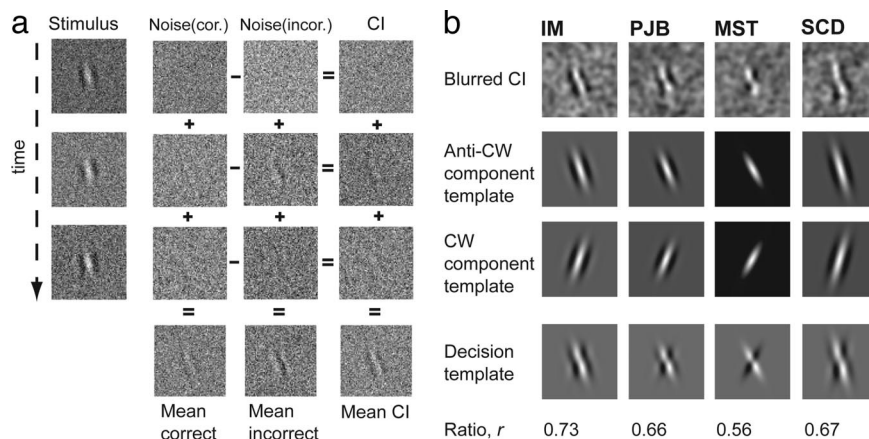 a
Stimulus
Noise(cor.)
Noise(incor.)
CI
time
- =
+ + +
- =
+ + +
- =
= = =
Mean correct
Mean incorrect
Mean CI
b
IM PJB MST SCD
Blurred CI
Anti-CW
component
template
CW
component
template
Decision
template
Ratio, r 0.73 0.66 0.56 0.67